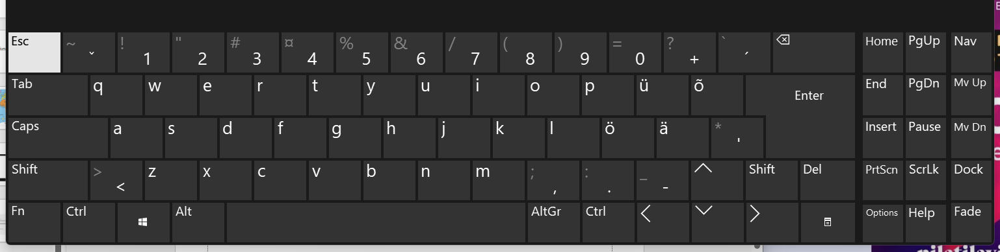 Esc ~ ˇ ! 1 " 2 # 3 ¤ 4 % 5 & 6 / 7 ( 8 ) 9 = 0 ? + ` ´ Home PgUp Nav
Tab q w e r t y u i o p ü õ Enter End PgDn Mv Up
Caps a s d f g h j k l ö ä * ' Insert Pause Mv Dn
Shift > < z x c v b n m ; , : . _ - Shift Del PrtScn ScrLk Dock
Fn Ctrl Alt AltGr Ctrl Options Help Fade